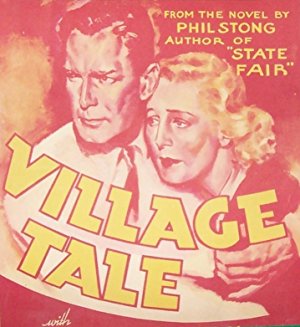 FROM THE NOVEL BY
PHIL STONG
AUTHOR OF
"STATE
FAIR"
VILLAGE
TALE
with